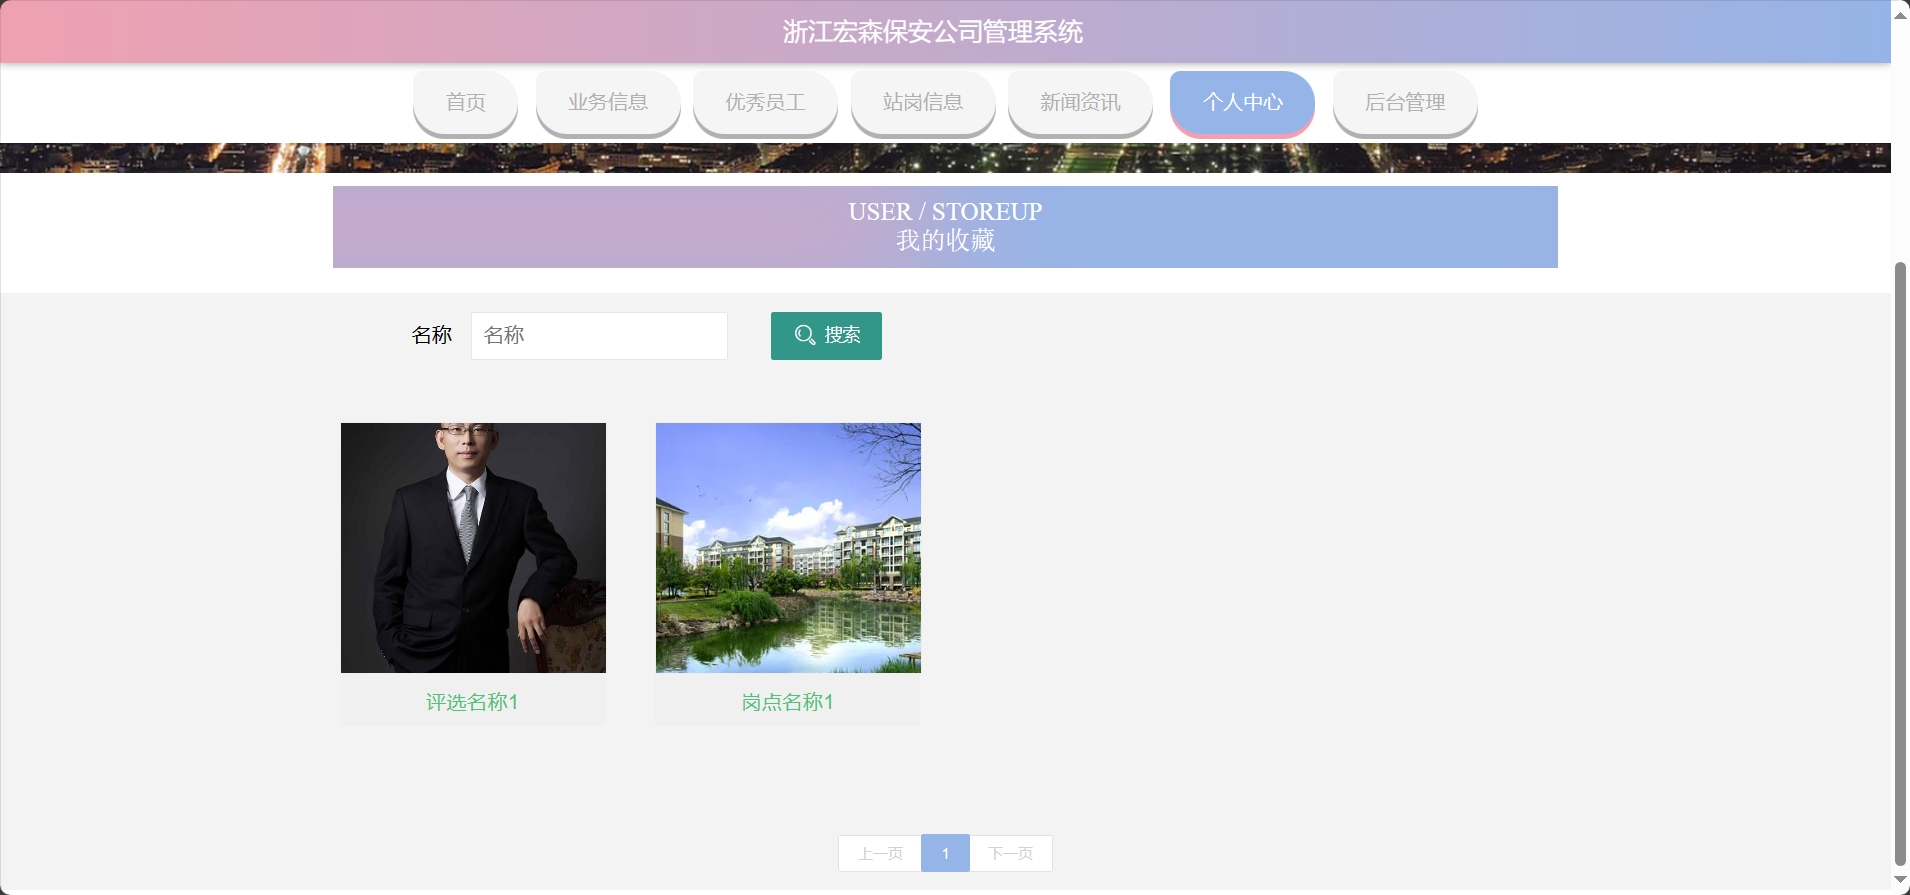 浙江宏森保安公司管理系统
首页 业务信息 优秀员工 站岗信息 新闻资讯 个人中心 后台管理
USER / STOREUP
我的收藏
名称 名称 搜索
评选名称1 岗点名称1
上一页 1 下一页